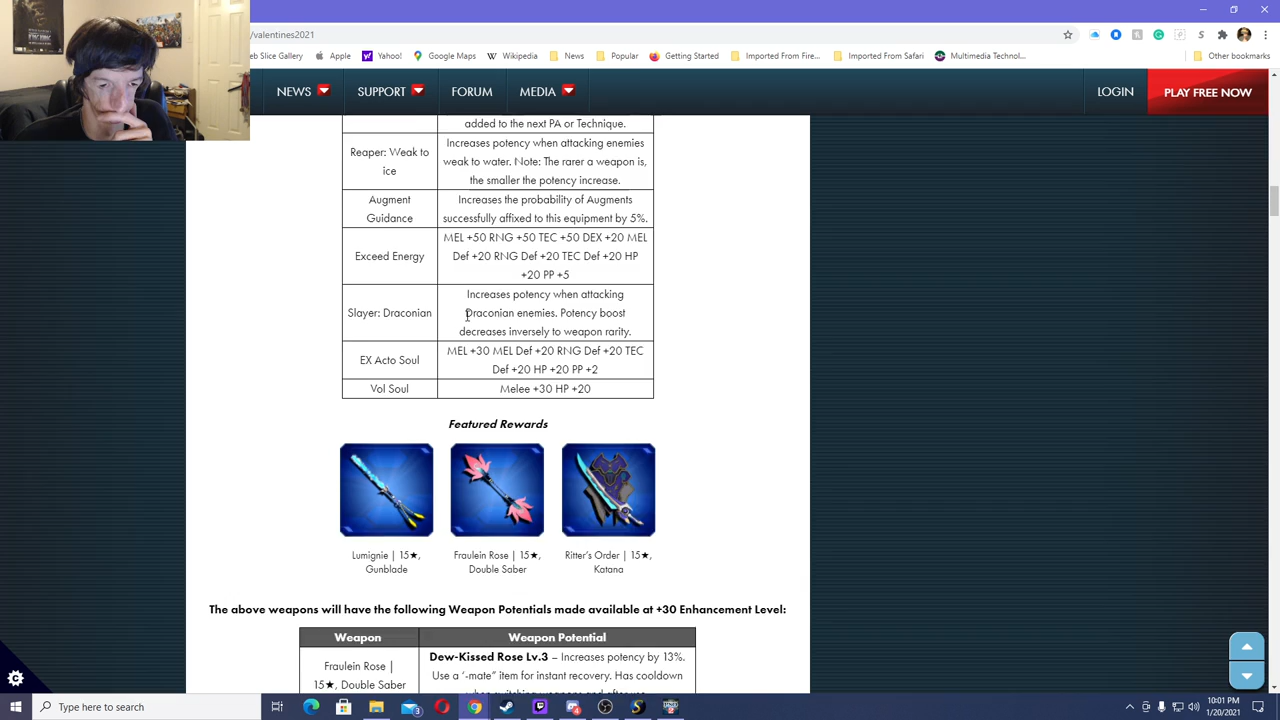 /valentines2021
eb Slice Gallery Apple Yahoo! Google Maps Wikipedia News Popular Getting Started Imported From Fire... Imported From Safari Multimedia Technol... Other bookmarks
NEWS SUPPORT FORUM MEDIA LOGIN PLAY FREE NOW
added to the next PA or Technique.
Reaper: Weak to
ice
Increases potency when attacking enemies
weak to water. Note: The rarer a weapon is,
the smaller the potency increase.
Augment
Guidance
Increases the probability of Augments
successfully affixed to this equipment by 5%.
Exceed Energy
MEL +50 RNG +50 TEC +50 DEX +20 MEL
Def +20 RNG Def +20 TEC Def +20 HP
+20 PP +5
Slayer: Draconian
Increases potency when attacking
Draconian enemies. Potency boost
decreases inversely to weapon rarity.
EX Acto Soul
MEL +30 MEL Def +20 RNG Def +20 TEC
Def +20 HP +20 PP +2
Vol Soul
Melee +30 HP +20
Featured Rewards
Lumignie | 15★,
Gunblade
Fraulein Rose | 15★,
Double Saber
Ritter's Order | 15★,
Katana
The above weapons will have the following Weapon Potentials made available at +30 Enhancement Level:
Weapon Weapon Potential
Fraulein Rose |
15★, Double Saber
Dew-Kissed Rose Lv.3 – Increases potency by 13%.
Use a '-mate" item for instant recovery. Has cooldown
when switching weapons and after use.
Type here to search
10:01 PM
1/20/2021